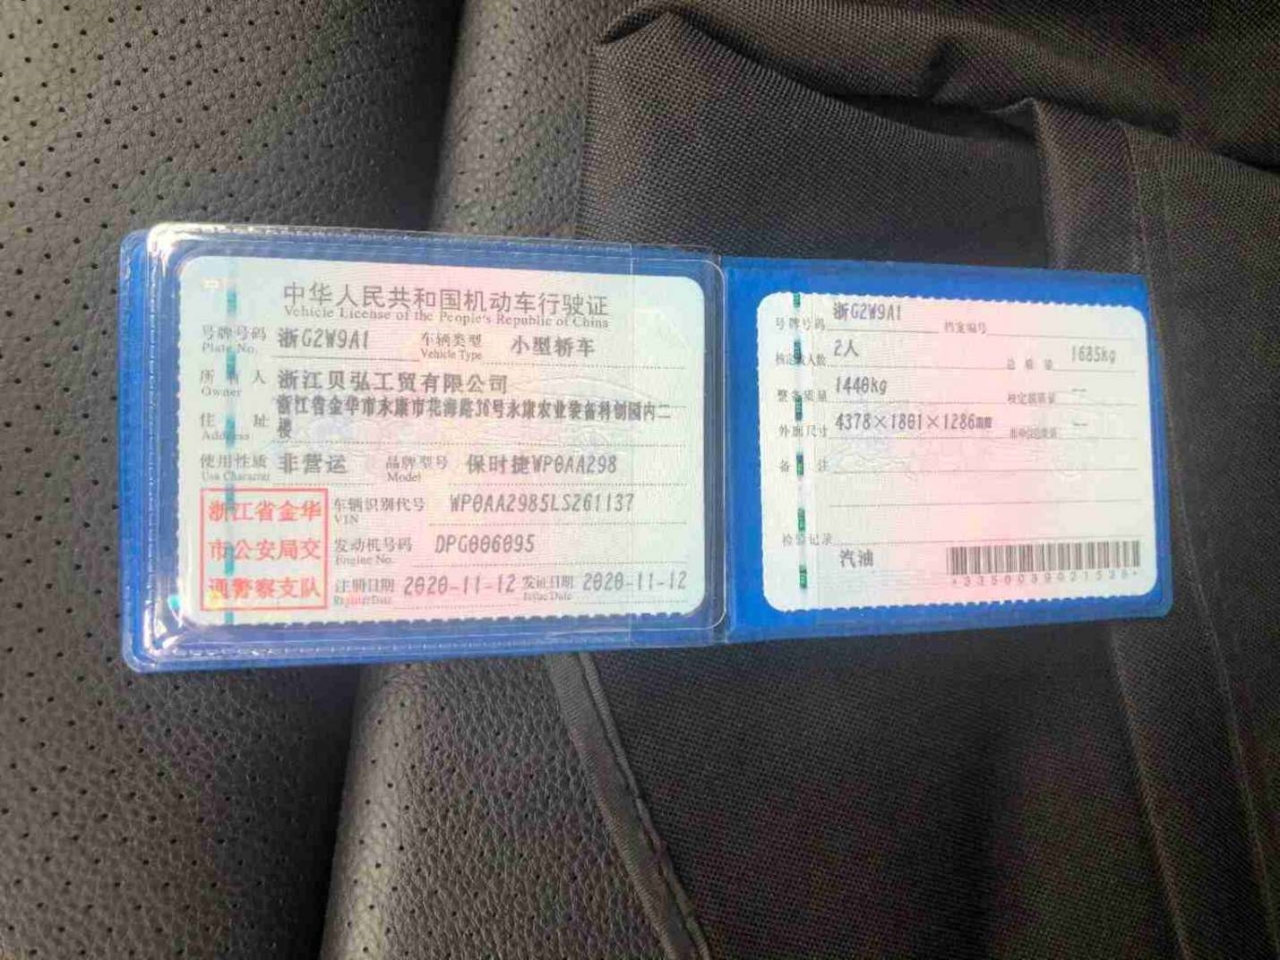 中华人民共和国机动车行驶证
Vehicle License of the People's Republic of China
号牌号码 浙G2W9A1 车辆类型 小型轿车
Plate No. Vehicle Type
所有人 浙江贝弘工贸有限公司
Owner
住址 浙江省金华市永康市花海路36号永康农业装备科创园内二
Address 楼
使用性质 非营运 品牌型号 保时捷WP0AA298
Use Character Model
浙江省金华
市公安局交
通警察支队
车辆识别代号 WP0AA2985LS261137
VIN
发动机号码 DPG006095
Engine No.
注册日期 2020-11-12 发证日期 2020-11-12
Register Date Issue Date
号牌号码 浙G2W9A1 档案编号
核定载人数 2人 总质量 1685kg
整备质量 1440kg 核定载质量 --
外廓尺寸 4378×1801×1286mm --
备注
检验记录
汽油